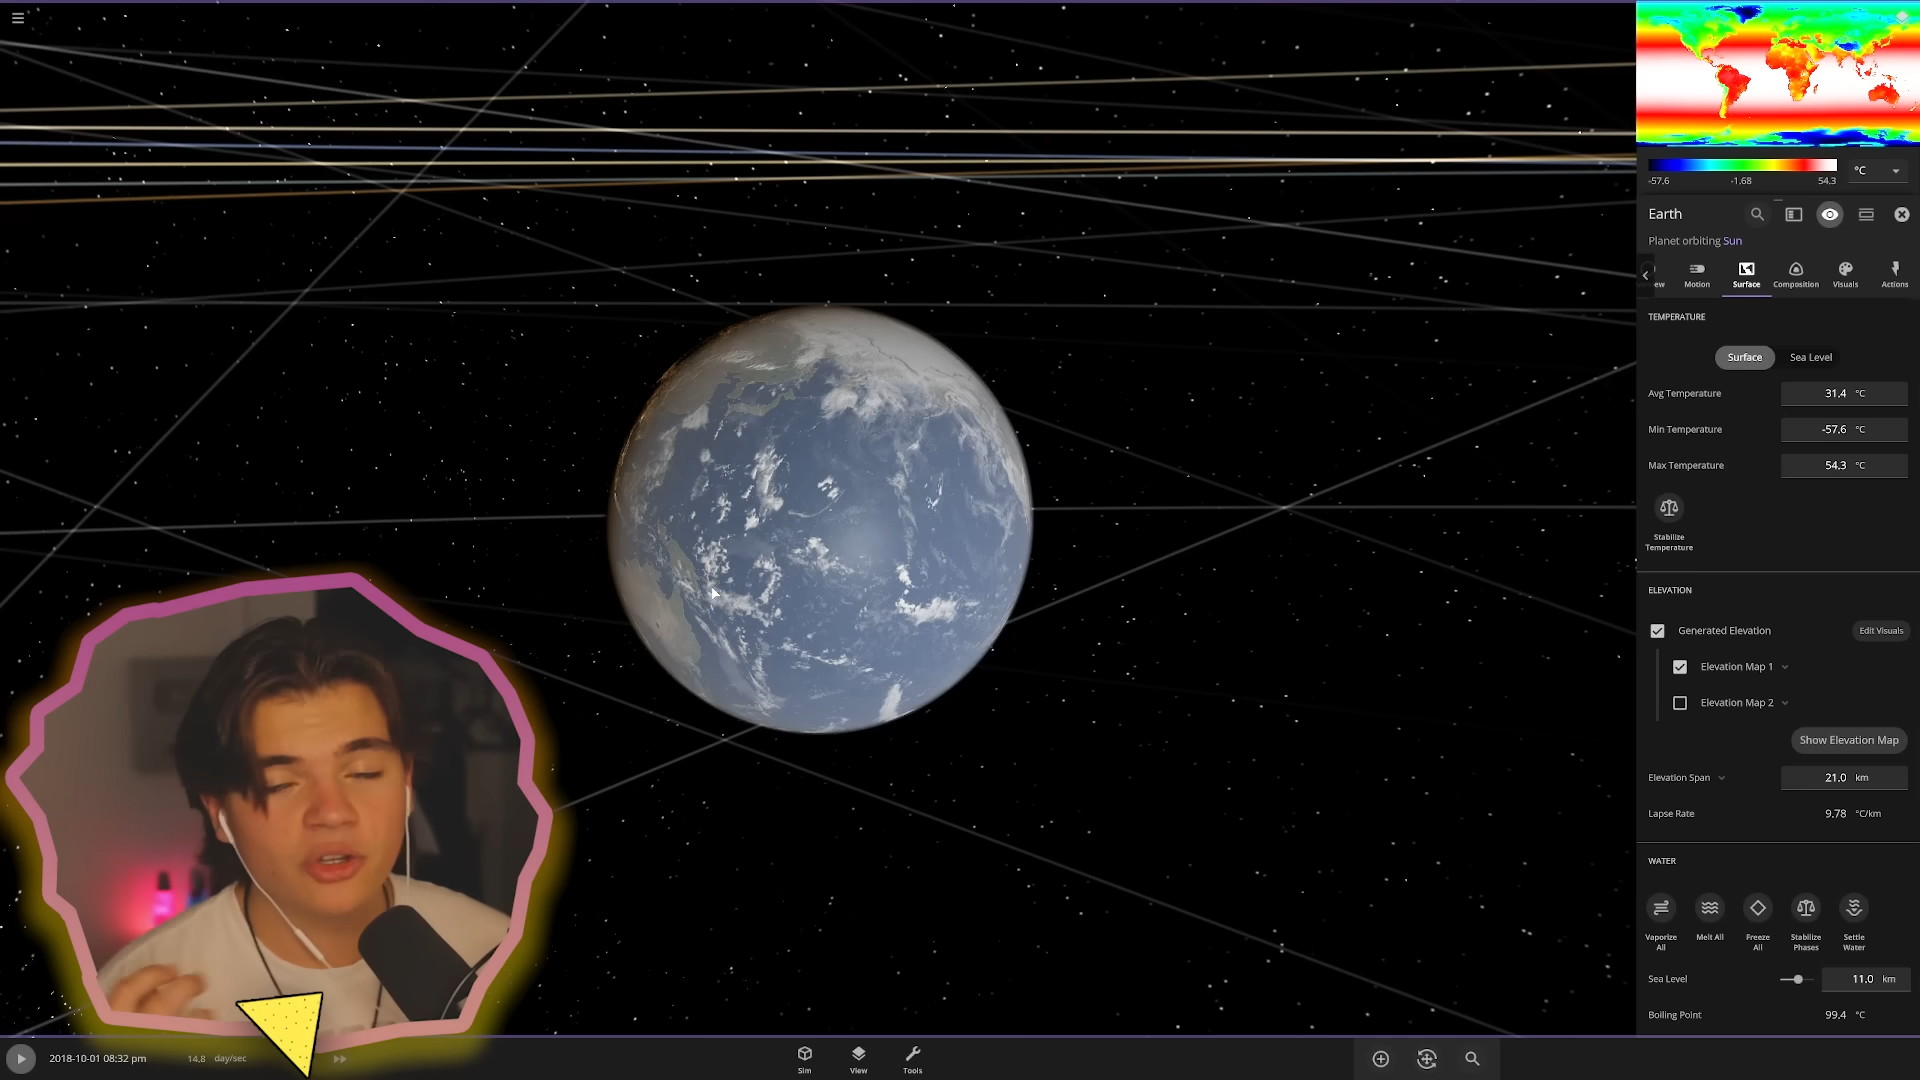 -57.6 -1.68 54.3
°C
Earth
Planet orbiting Sun
Motion Surface Composition Visuals Actions
TEMPERATURE
Surface Sea Level
Avg Temperature 31.4 °C
Min Temperature -57.6 °C
Max Temperature 54.3 °C
Stabilize
Temperature
ELEVATION
Generated Elevation Edit Visuals
Elevation Map 1
Elevation Map 2
Show Elevation Map
Elevation Span 21.0 km
Lapse Rate 9.78 °C/km
WATER
Vaporize All Melt All Freeze All Stabilize Phases Settle Water
Sea Level 11.0 km
Boiling Point 99.4 °C
2018-10-01 08:32 pm 14.8 day/sec
Sim View Tools